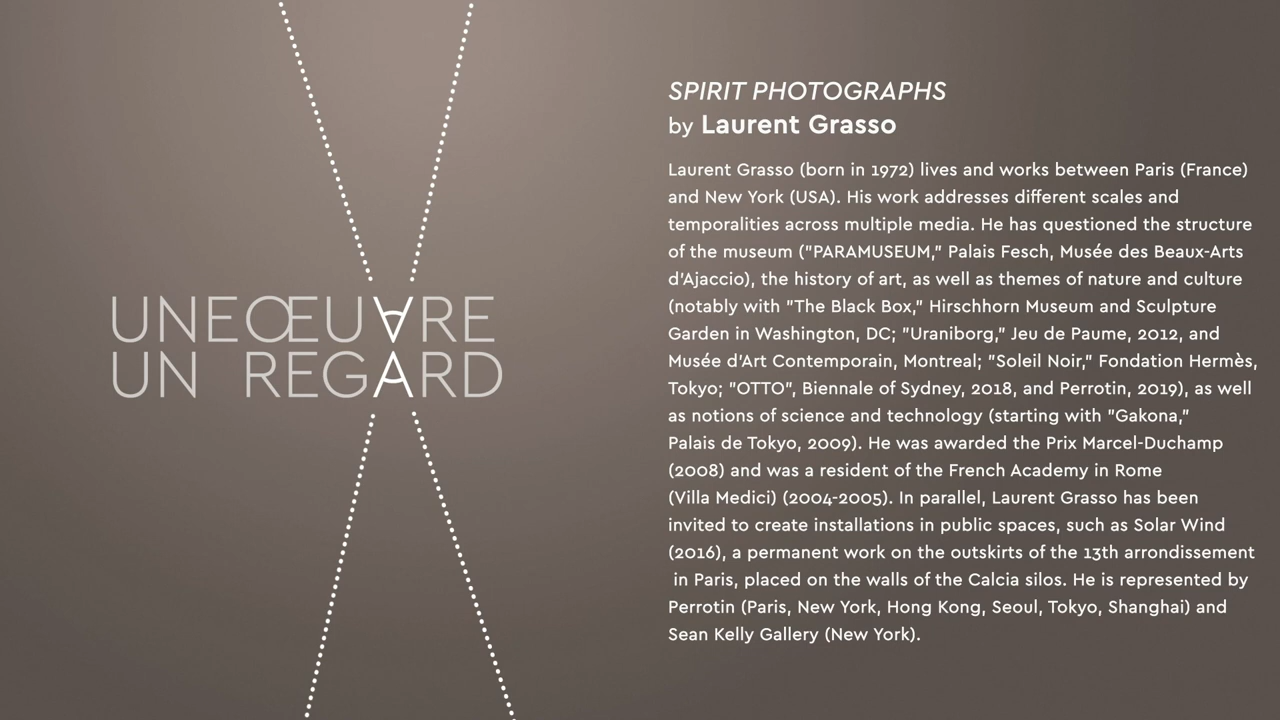 UNE ŒUVRE
UN REGARD
SPIRIT PHOTOGRAPHS
by Laurent Grasso
Laurent Grasso (born in 1972) lives and works between Paris (France)
and New York (USA). His work addresses different scales and
temporalities across multiple media. He has questioned the structure
of the museum ("PARAMUSEUM," Palais Fesch, Musée des Beaux-Arts
d'Ajaccio), the history of art, as well as themes of nature and culture
(notably with "The Black Box," Hirschhorn Museum and Sculpture
Garden in Washington, DC; "Uraniborg," Jeu de Paume, 2012, and
Musée d'Art Contemporain, Montreal; "Soleil Noir," Fondation Hermès,
Tokyo; "OTTO", Biennale of Sydney, 2018, and Perrotin, 2019), as well
as notions of science and technology (starting with "Gakona,"
Palais de Tokyo, 2009). He was awarded the Prix Marcel-Duchamp
(2008) and was a resident of the French Academy in Rome
(Villa Medici) (2004-2005). In parallel, Laurent Grasso has been
invited to create installations in public spaces, such as Solar Wind
(2016), a permanent work on the outskirts of the 13th arrondissement
in Paris, placed on the walls of the Calcia silos. He is represented by
Perrotin (Paris, New York, Hong Kong, Seoul, Tokyo, Shanghai) and
Sean Kelly Gallery (New York).